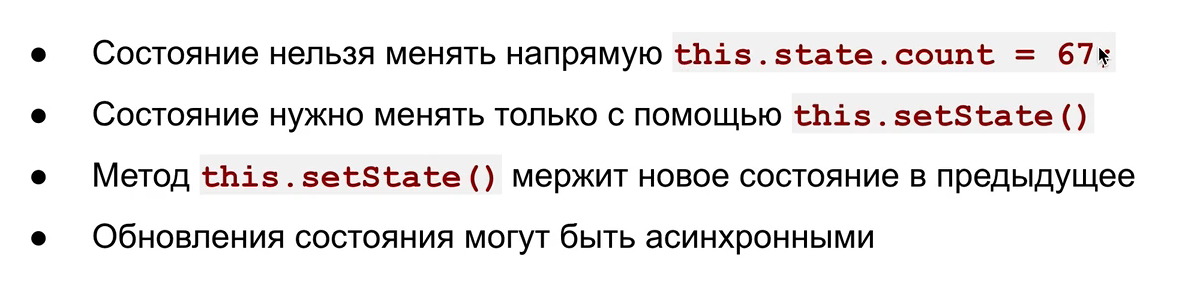 ● Состояние нельзя менять напрямую this.state.count = 67;
● Состояние нужно менять только с помощью this.setState()
● Метод this.setState() мержит новое состояние в предыдущее
● Обновления состояния могут быть асинхронными